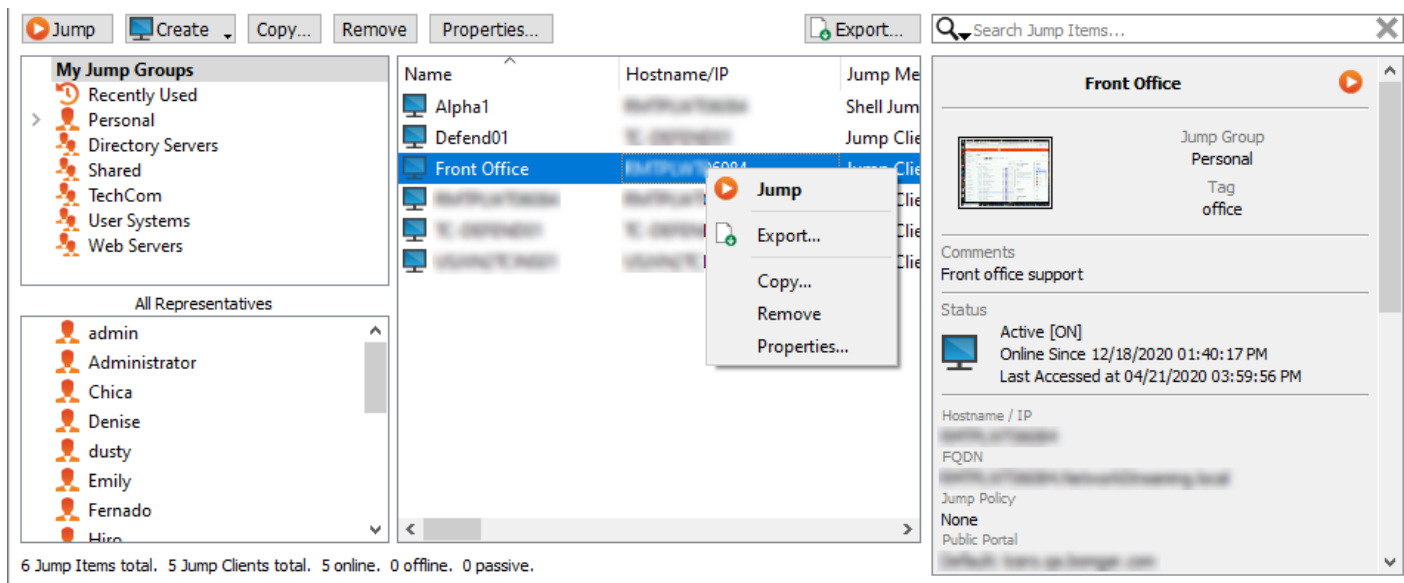 Jump Create Copy... Remove Properties... Export... Search Jump Items...
My Jump Groups
Recently Used
Personal
Directory Servers
Shared
TechCom
User Systems
Web Servers
All Representatives
admin
Administrator
Chica
Denise
dusty
Emily
Fernado
Hiro
Name Hostname/IP Jump Me
Alpha1 Shell Jum
Defend01 Jump Clie
Front Office Jump Clie
Clie
Clie
Clie
Jump
Export...
Copy...
Remove
Properties...
Front Office
Jump Group
Personal
Tag
office
Comments
Front office support
Status
Active [ON]
Online Since 12/18/2020 01:40:17 PM
Last Accessed at 04/21/2020 03:59:56 PM
Hostname / IP
FQDN
Jump Policy
None
Public Portal
6 Jump Items total. 5 Jump Clients total. 5 online. 0 offline. 0 passive.